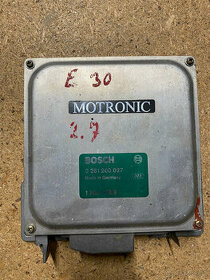 E 30
MOTRONIC
2.7
BOSCH
0 261 200 027
Made in Germany